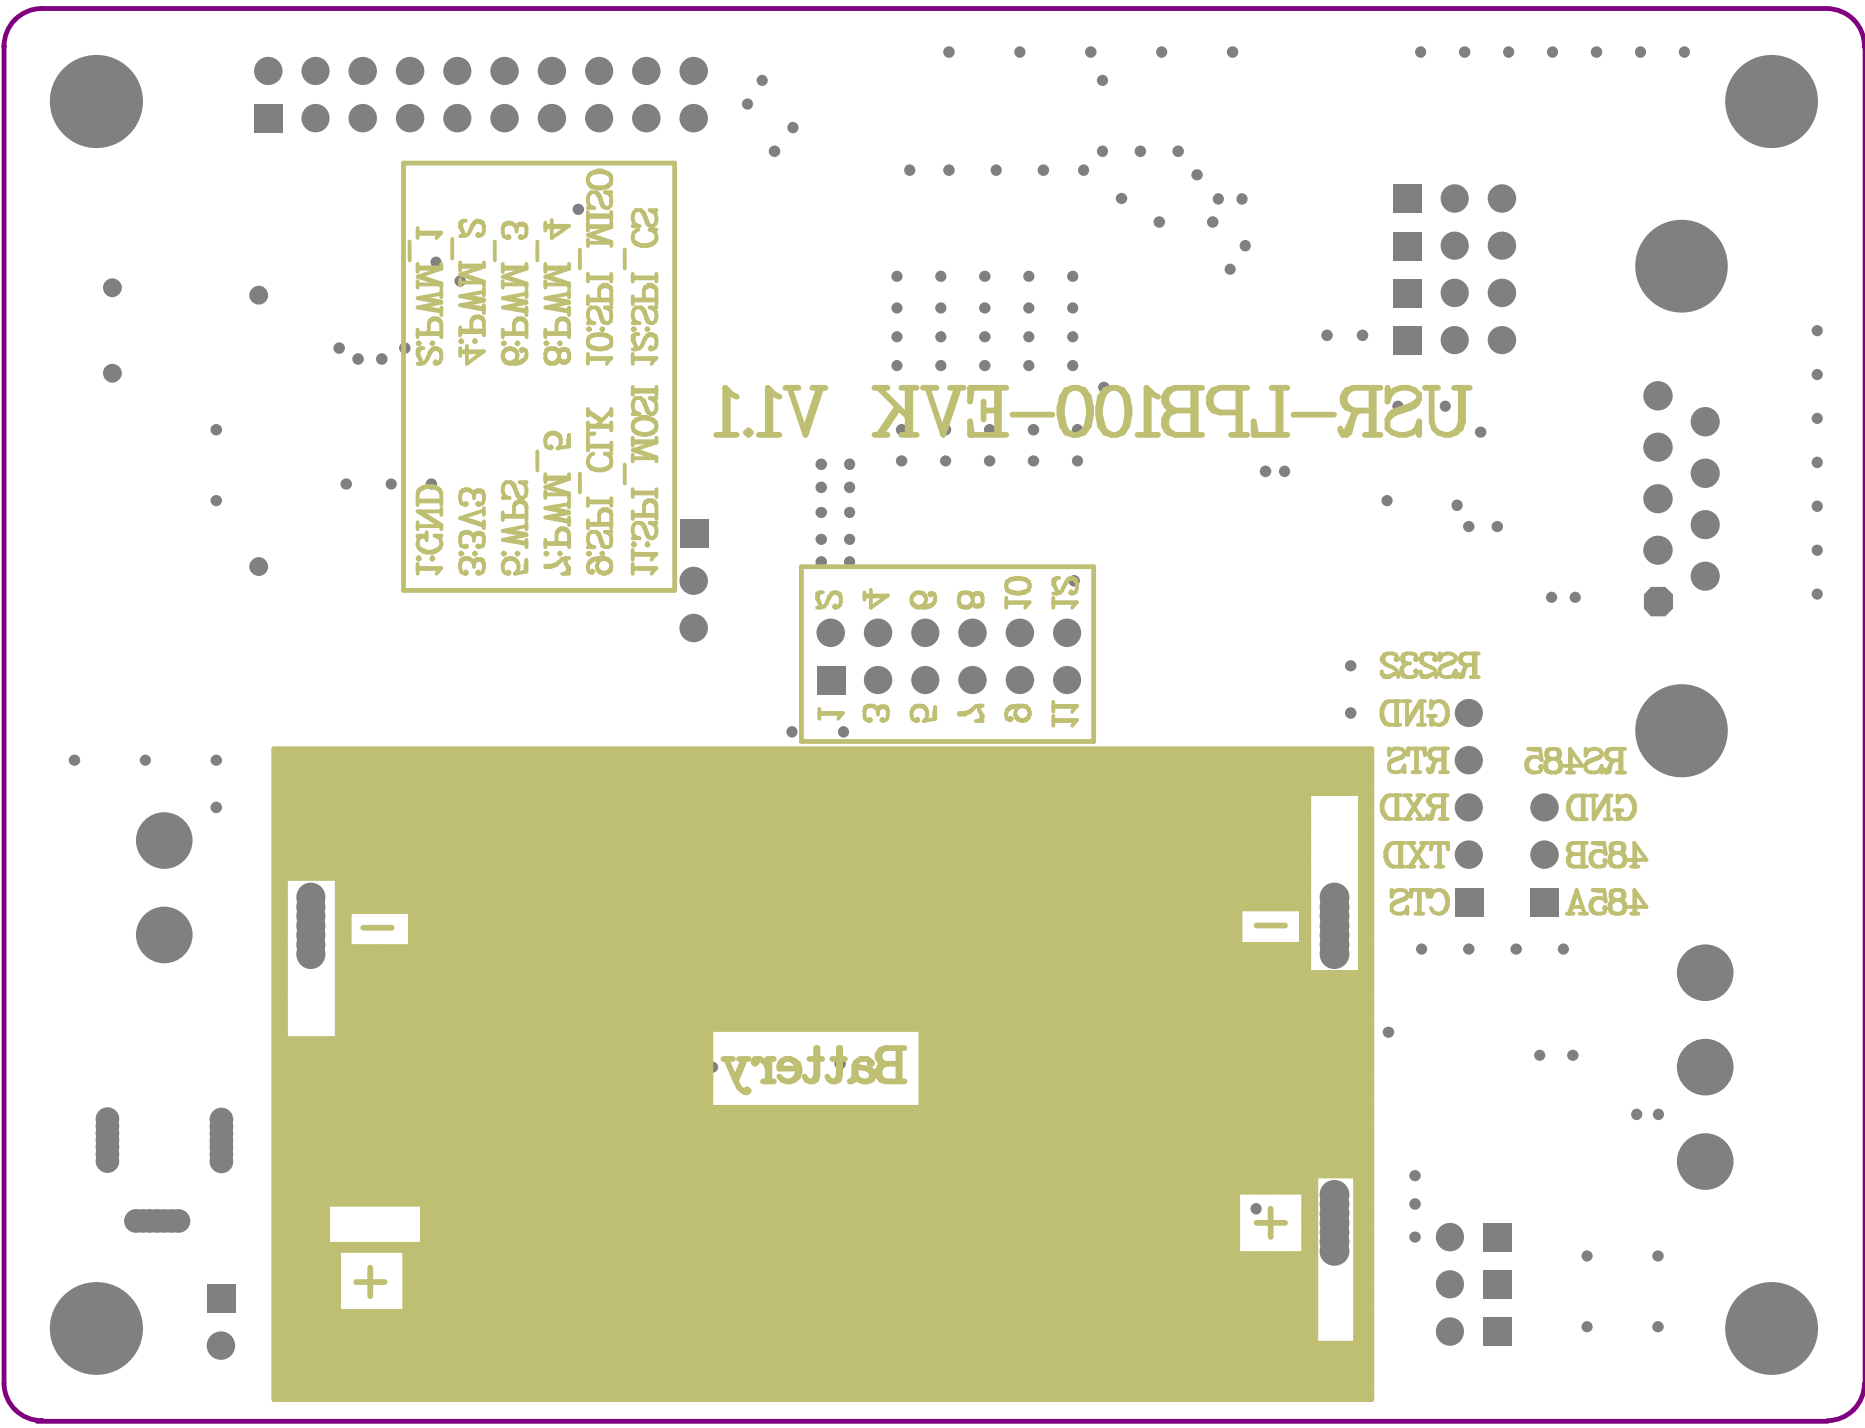 2:PWM_1
4:PWM_2
6:PWM_3
8:PWM_4
10:SPI_MISO
12:SPI_CS
1:GND
3:3V3
5:WPS
7:PWM_5
9:SPI_CLK
11:SPI_MOSI
USR-LPB100-EVK V1.1
2 4 6 8 10 12
1 3 5 7 9 11
RS232
GND
RTS
RXD
TXD
CTS
RS485
GND
485B
485A
- -
Battery
+
+